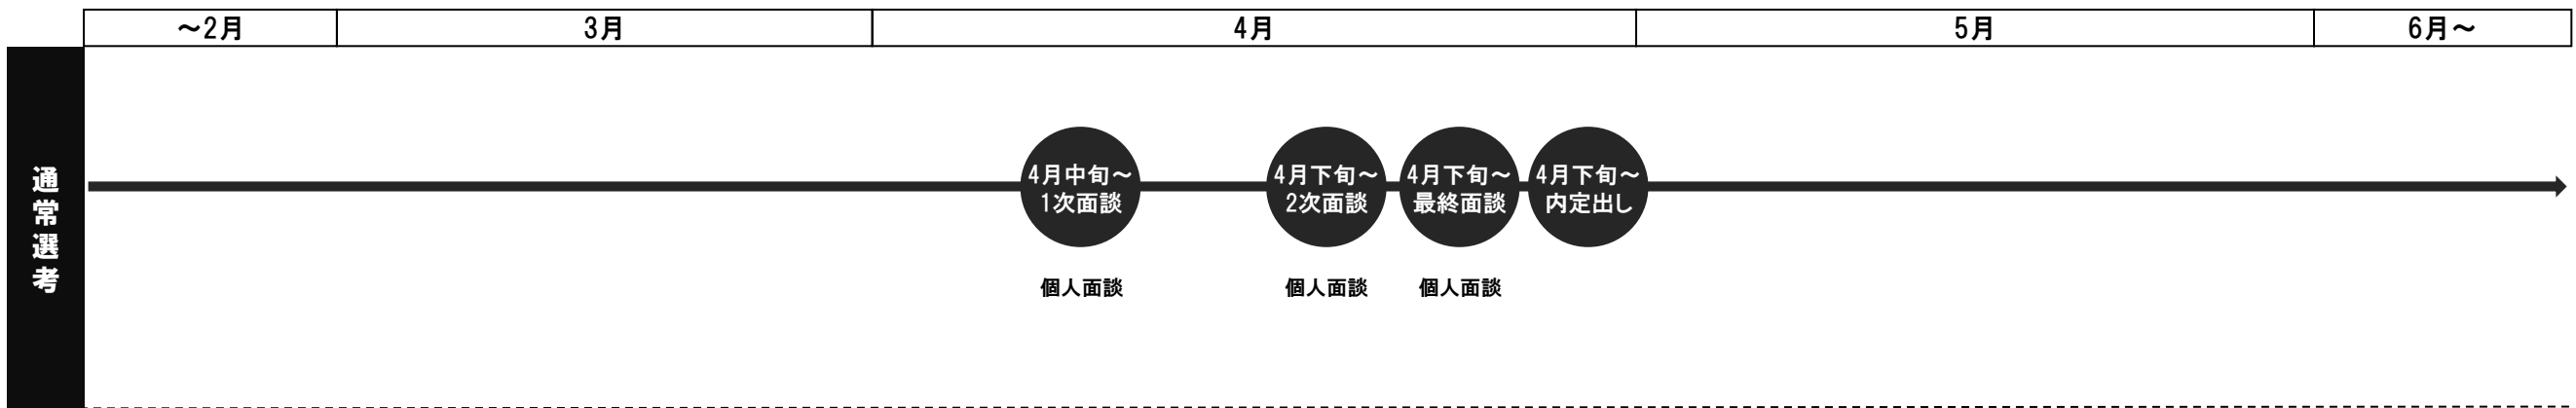 ～2月
3月
4月
5月
6月～
通常選考
4月中旬～
1次面談
4月下旬～
2次面談
4月下旬～
最終面談
4月下旬～
内定出し
個人面談
個人面談
個人面談